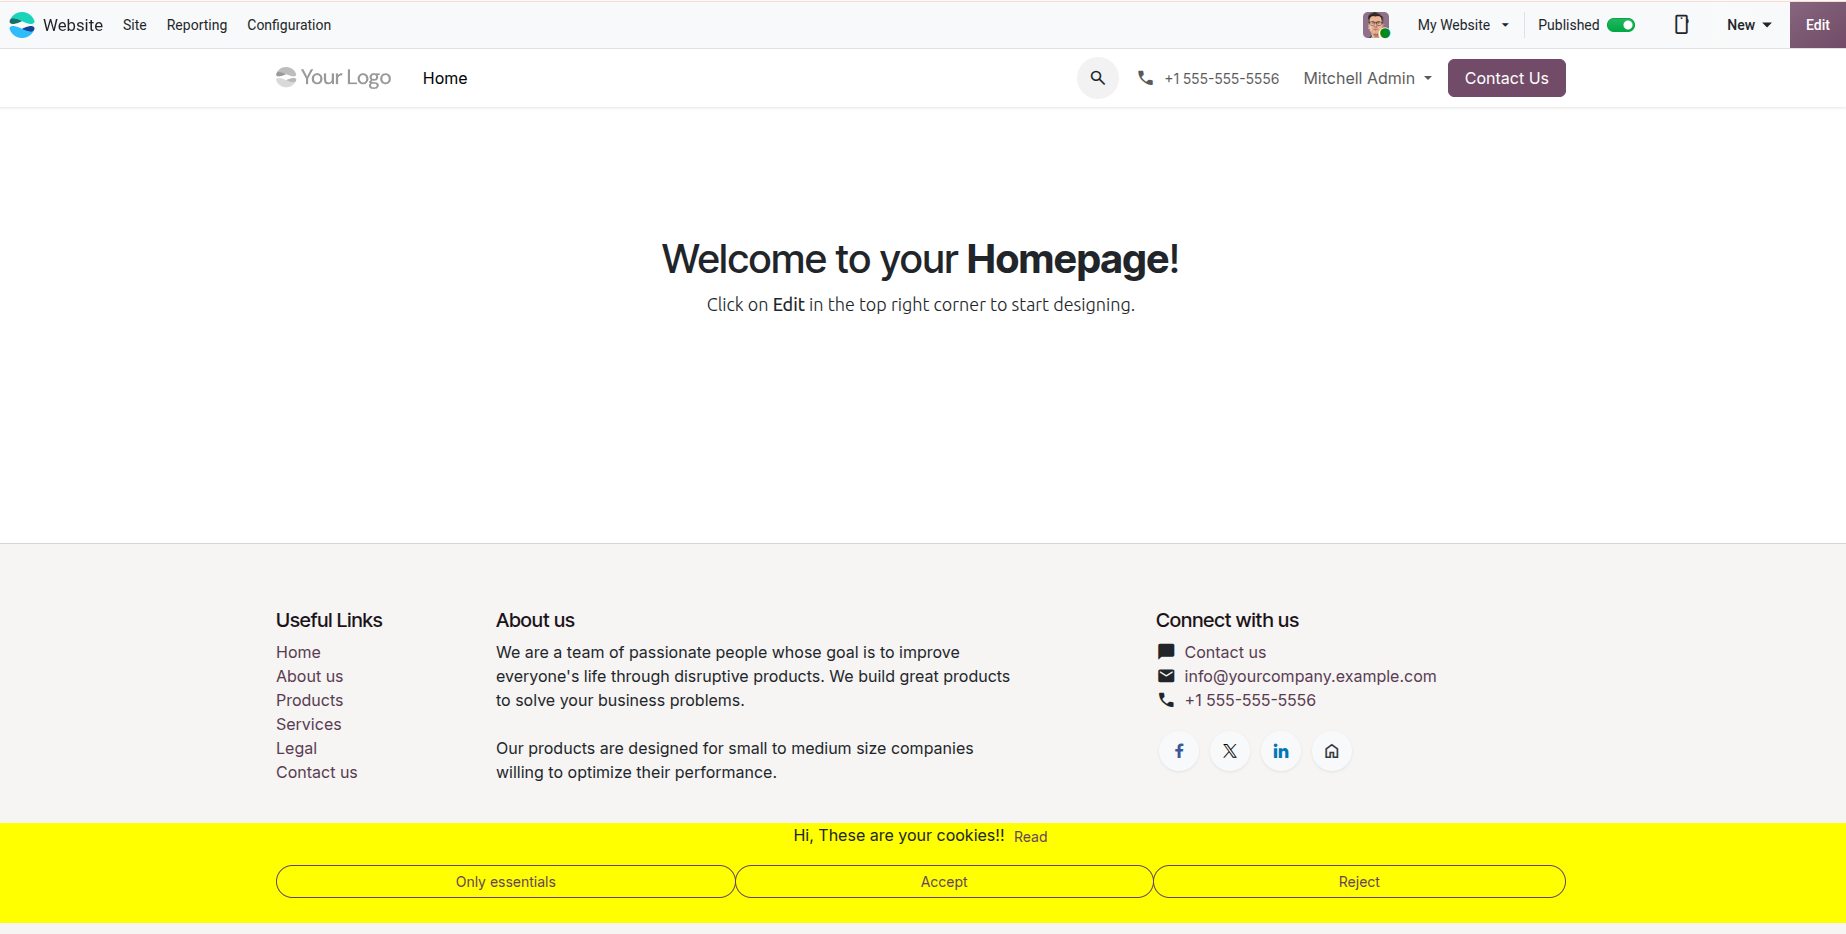 Website Site Reporting Configuration My Website Published New Edit
Your Logo Home +1 555-555-5556 Mitchell Admin Contact Us
Welcome to your Homepage!
Click on Edit in the top right corner to start designing.
Useful Links
Home
About us
Products
Services
Legal
Contact us
About us
We are a team of passionate people whose goal is to improve
everyone's life through disruptive products. We build great products
to solve your business problems.
Our products are designed for small to medium size companies
willing to optimize their performance.
Connect with us
Contact us
info@yourcompany.example.com
+1 555-555-5556
Hi, These are your cookies!! Read
Only essentials Accept Reject